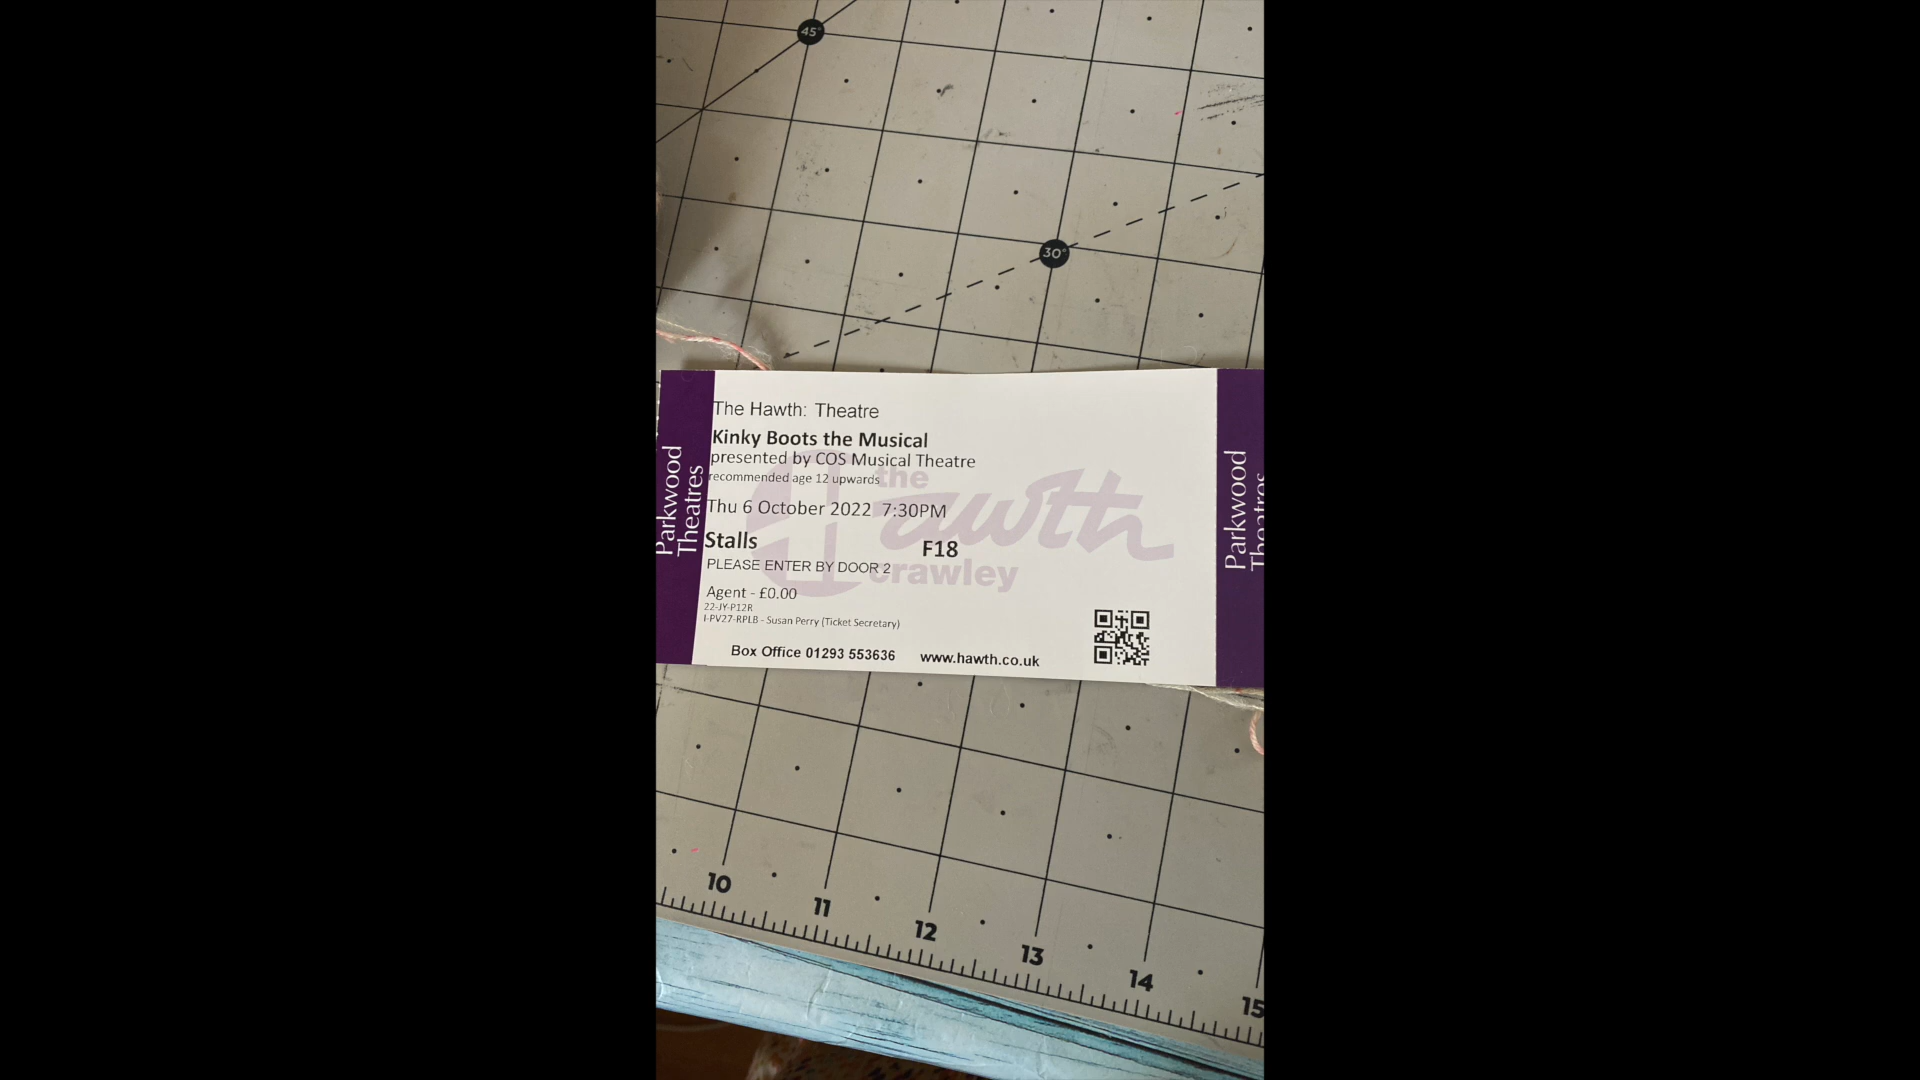 45°
30°
Parkwood
Theatres
The Hawth: Theatre
Kinky Boots the Musical
presented by COS Musical Theatre
recommended age 12 upwards
Thu 6 October 2022 7:30PM
Stalls F18
PLEASE ENTER BY DOOR 2
Agent - £0.00
22-JY-P12R
I-PV27-RPLB - Susan Perry (Ticket Secretary)
Box Office 01293 553636 www.hawth.co.uk
the
Hawth
crawley
Parkwood
Theatres
10 11 12 13 14 15